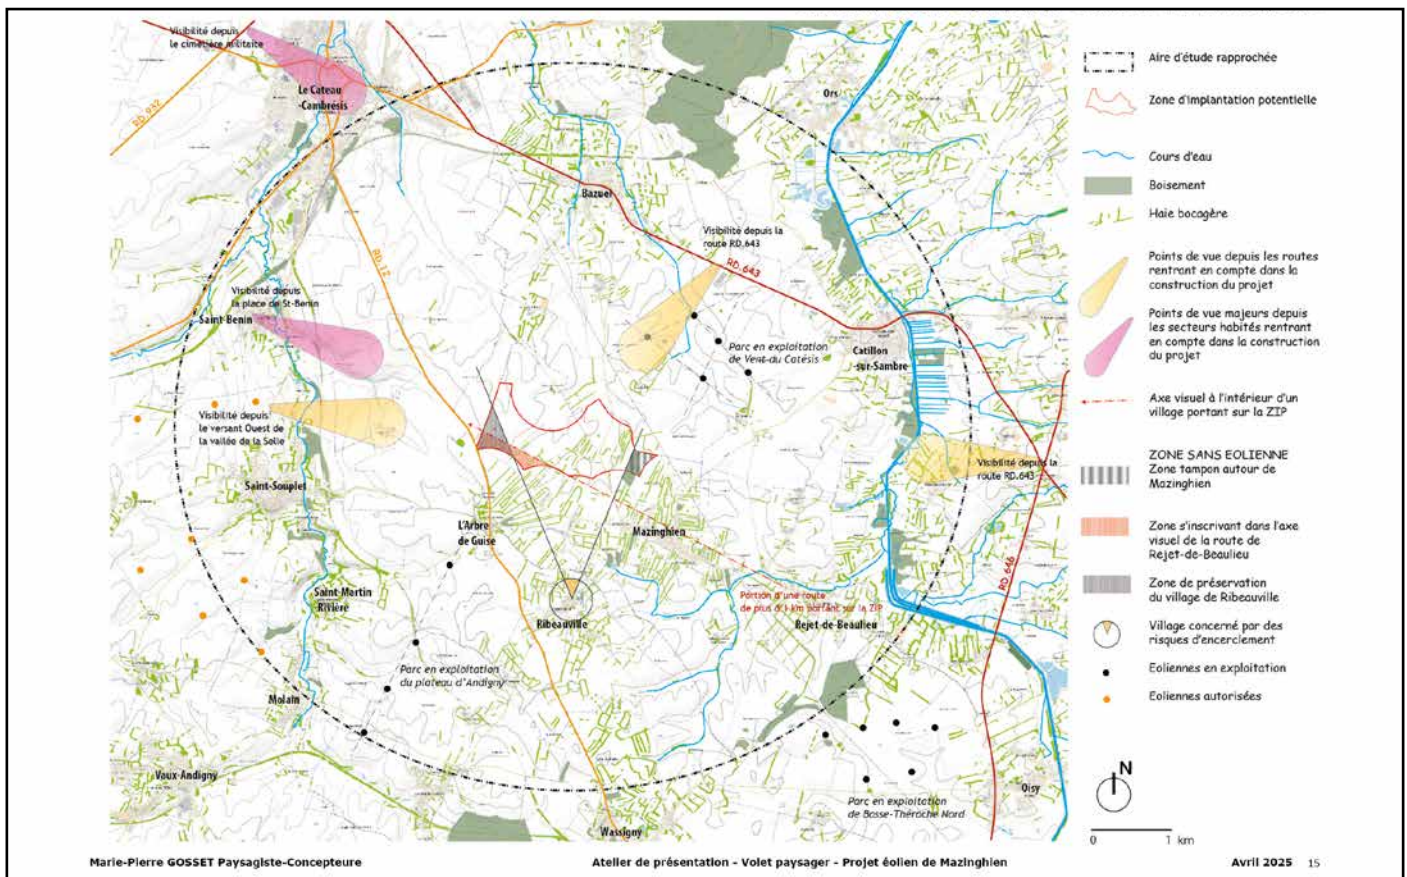 Visibilité depuis
le cimetière militaire
Le Cateau
-Cambrésis
RD.932
Ors
Bazuel
Visibilité depuis la
route RD.643
RD.643
RD.12
Visibilité depuis
la place de St-Benin
Saint-Benin
Parc en exploitation
de Vent-du Catésis
Catillon
-sur-Sambre
Visibilité depuis
le versant Ouest de
la vallée de la Selle
Visibilité depuis la
route RD.643
Saint-Souplet
L'Arbre
de Guise
Mazinghien
Saint-Martin
Rivière
Ribeauville
Portion d'une route
de plus d'1 km portant sur la ZIP
Rejet-de-Beaulieu
RD.646
Parc en exploitation
du plateau d'Andigny
Molain
Vaux-Andigny
Oisy
Parc en exploitation
de Basse-Thiérache Nord
Wassigny
Aire d'étude rapprochée
Zone d'Implantation potentielle
Cours d'eau
Boisement
Haie bocagère
Points de vue depuis les routes
rentrant en compte dans la
construction du projet
Points de vue majeurs depuis
les secteurs habités rentrant
en compte dans la construction
du projet
Axe visuel à l'intérieur d'un
village portant sur la ZIP
ZONE SANS EOLIENNE
Zone tampon autour de
Mazinghien
Zone s'inscrivant dans l'axe
visuel de la route de
Rejet-de-Beaulieu
Zone de préservation
du village de Ribeauville
Village concerné par des
risques d'encerclement
Eoliennes en exploitation
Eoliennes autorisées
N
0 1 km
Marie-Pierre GOSSET Paysagiste-Concepteure
Atelier de présentation - Volet paysager - Projet éolien de Mazinghien
Avril 2025 15